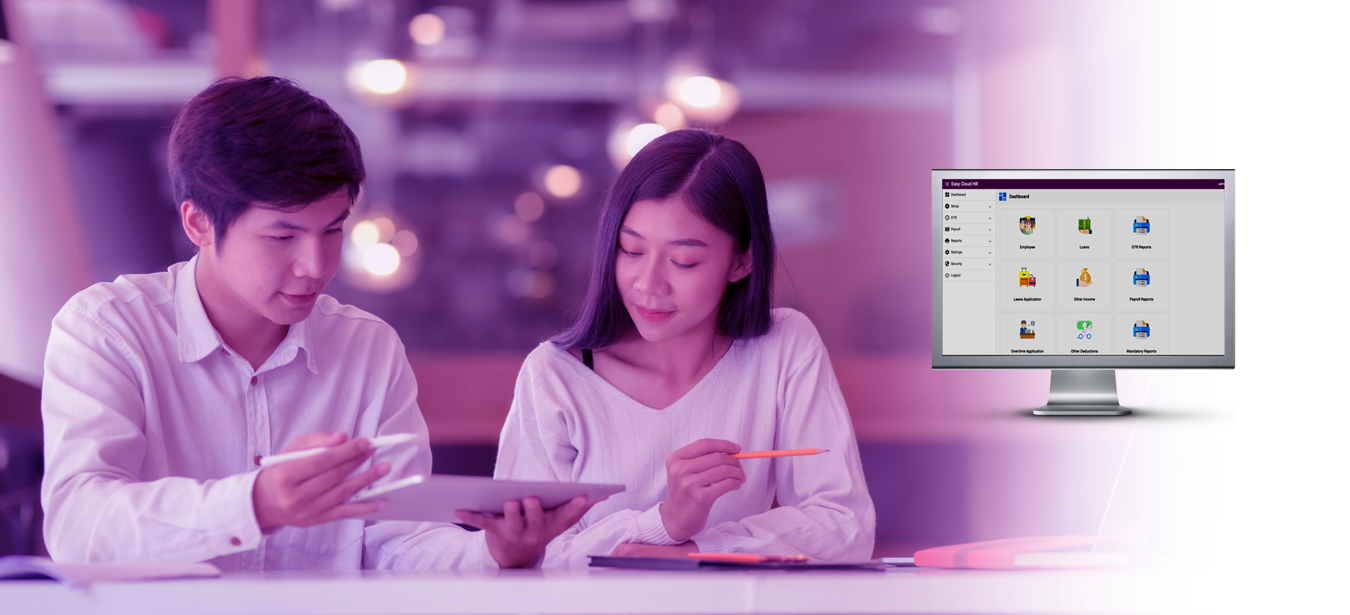 Easy Cloud HR
Dashboard
Dashboard
Setup
DTR
Payroll
Reports
Settings
Security
Logout
Employee
Loans
DTR Reports
Leave Application
Other Income
Payroll Reports
Overtime Application
Other Deductions
Mandatory Reports